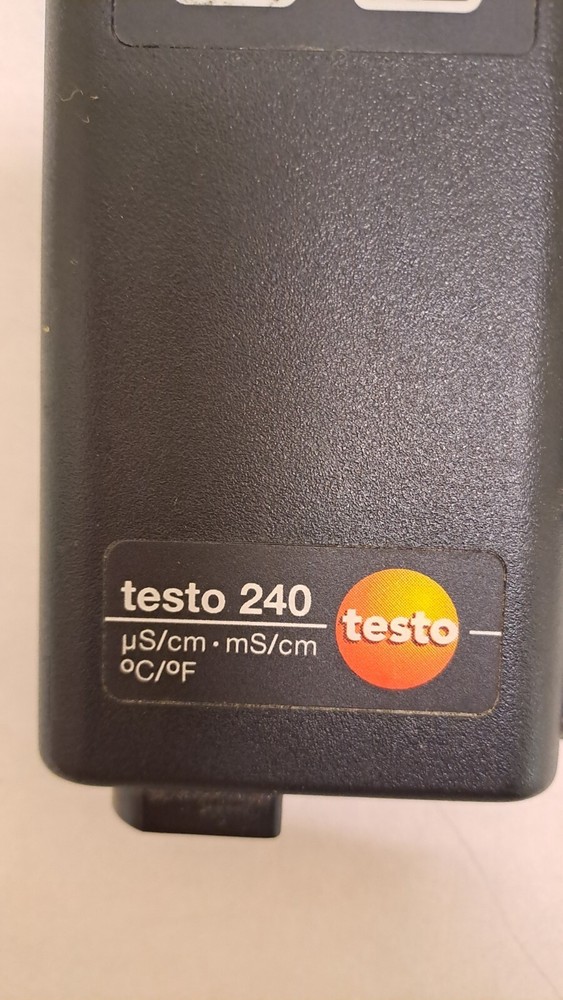 testo 240
µS/cm · mS/cm
ºC/ºF
testo